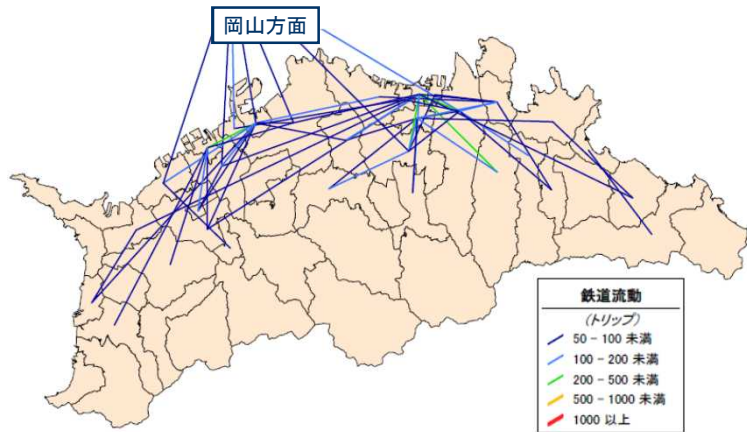 岡山方面
鉄道流動
(トリップ)
50 - 100 未満
100 - 200 未満
200 - 500 未満
500 - 1000 未満
1000 以上